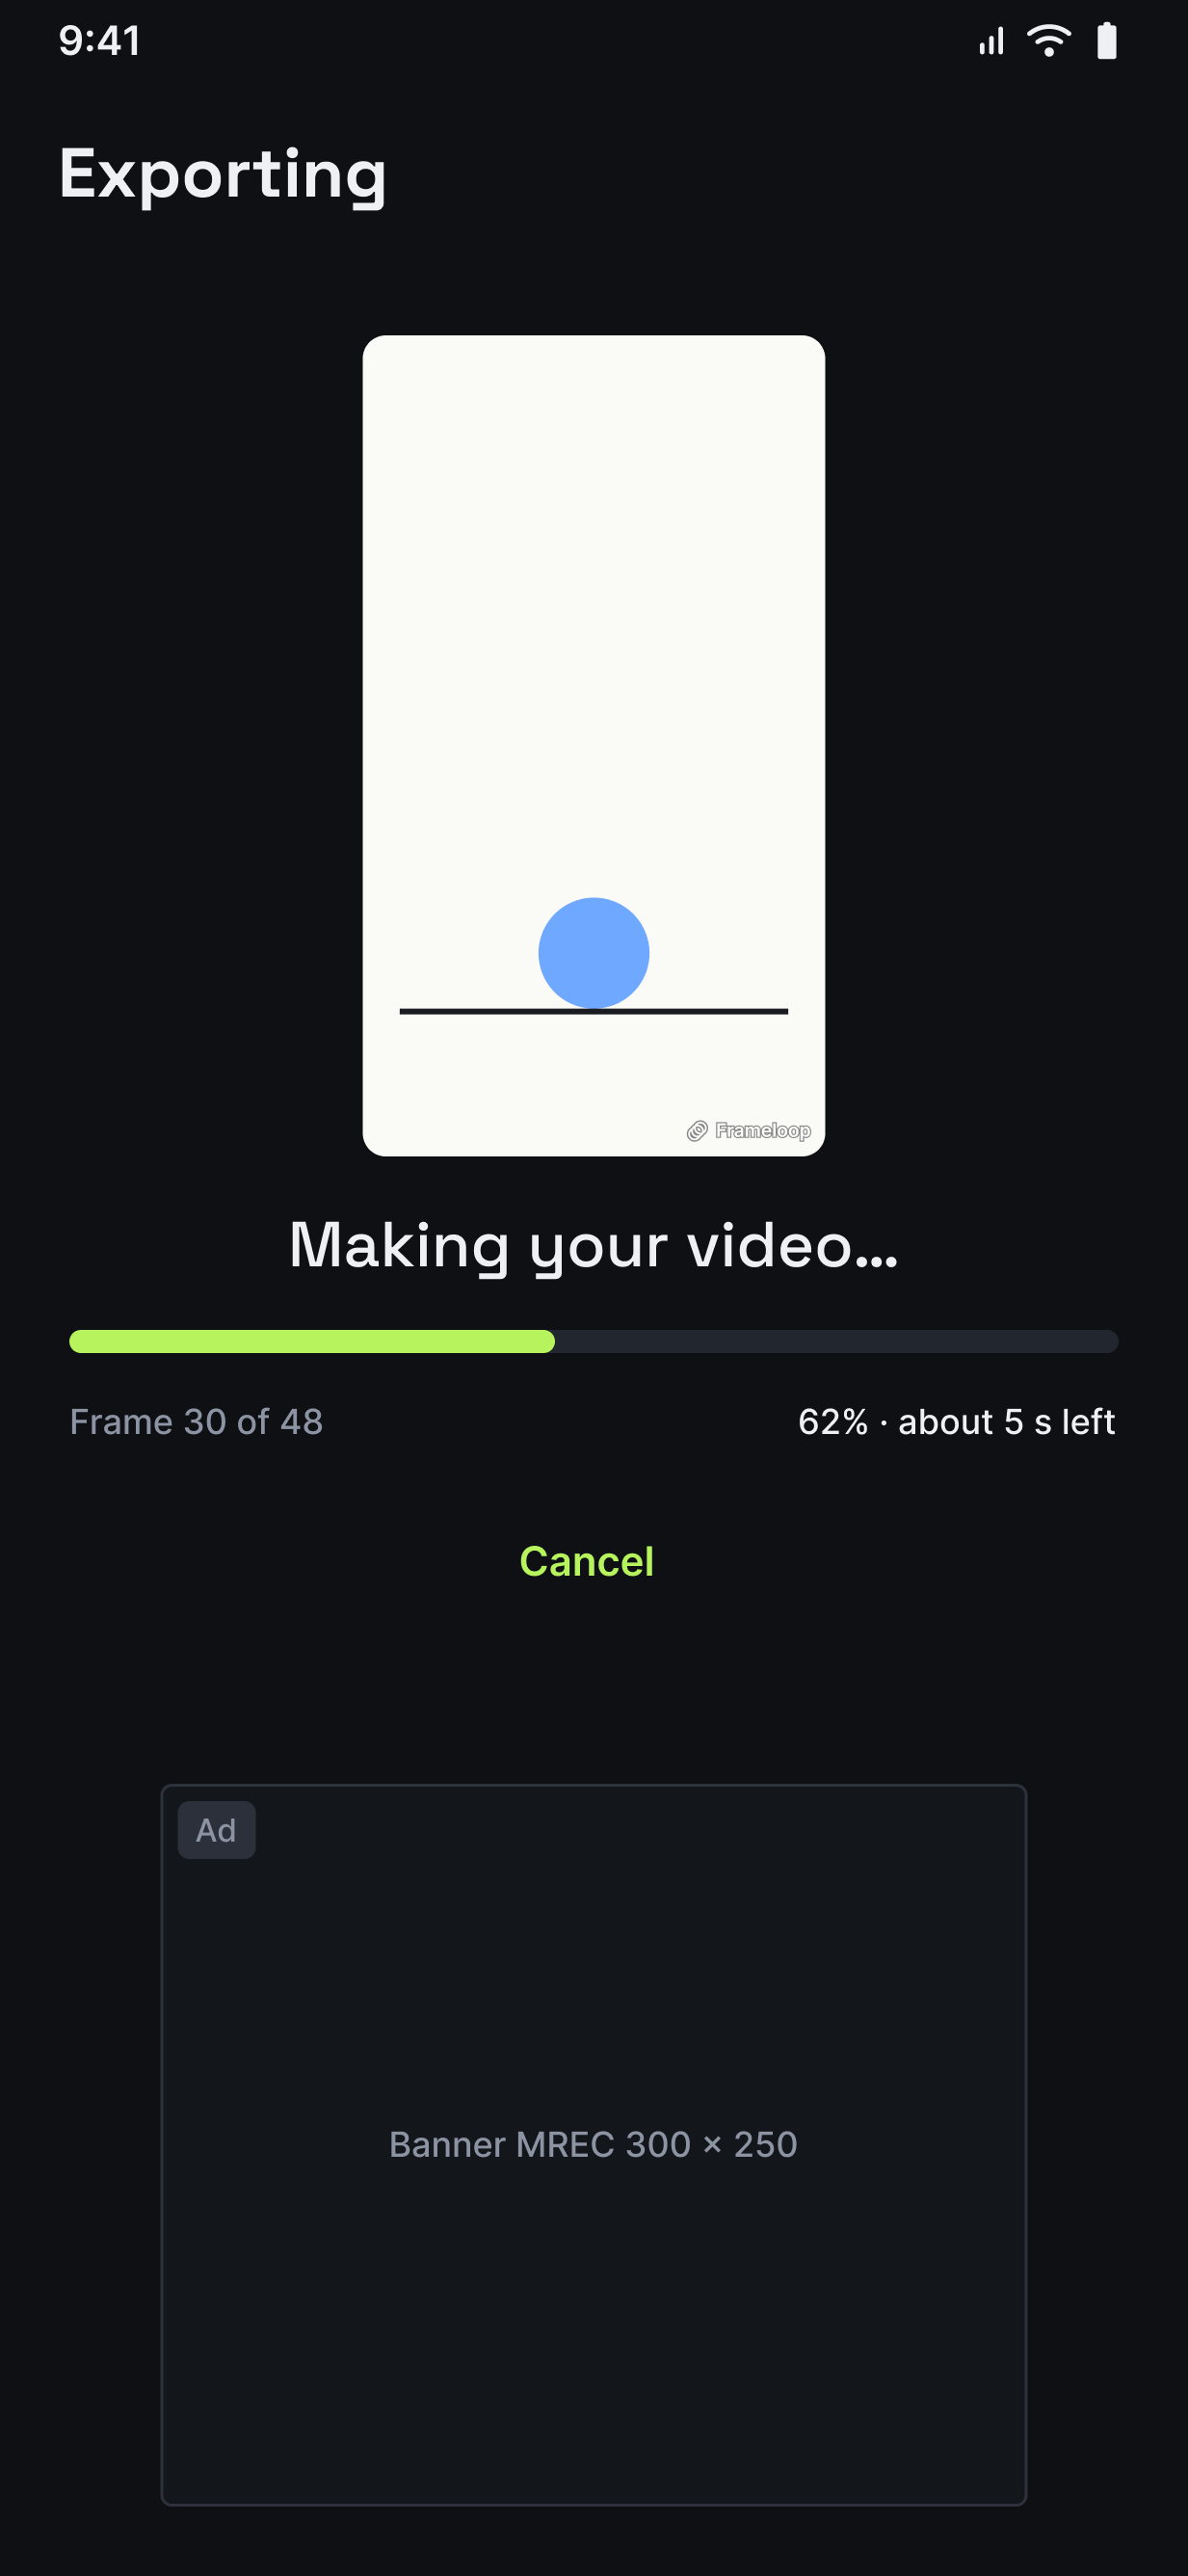 9:41
Exporting
Frameloop
Making your video...
Frame 30 of 48
62% · about 5 s left
Cancel
Ad
Banner MREC 300 × 250